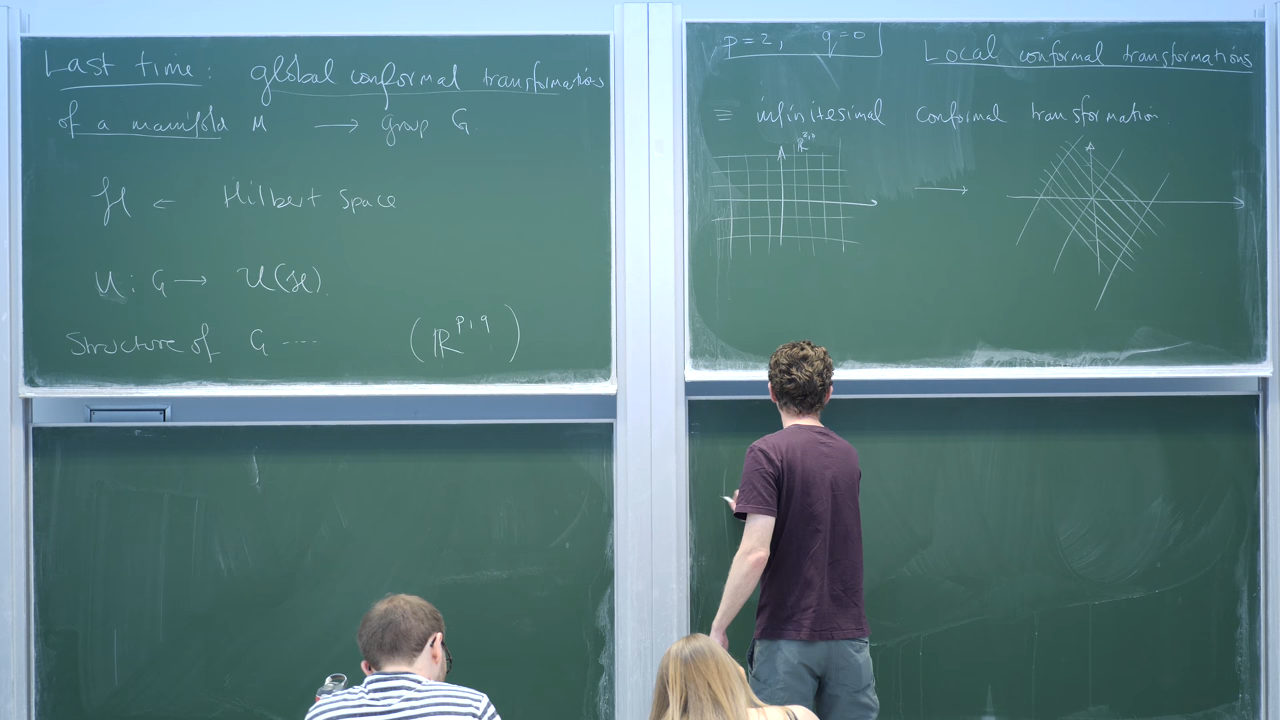 Last time: global conformal transformations
of a manifold M ⟶ group G
ℋ ← Hilbert Space
U: G ⟶ U(ℋ).
Structure of G ···· (ℝ^{p,q})
p=2, q=0
Local conformal transformations
= infinitesimal conformal transformation.
ℝ^{2,0}
⟶